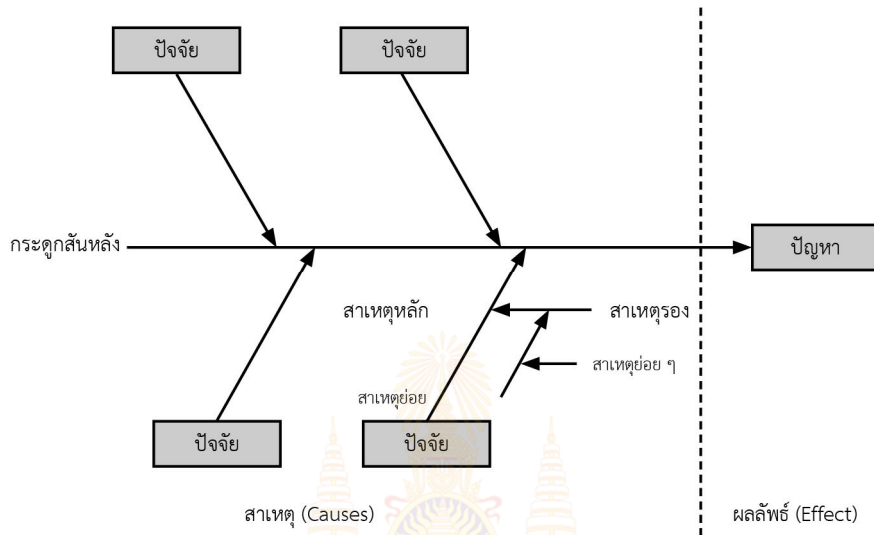 ปัจจัย
ปัจจัย
กระดูกสันหลัง
ปัญหา
สาเหตุหลัก
สาเหตุรอง
สาเหตุย่อย ๆ
สาเหตุย่อย
ปัจจัย
ปัจจัย
สาเหตุ (Causes)
ผลลัพธ์ (Effect)